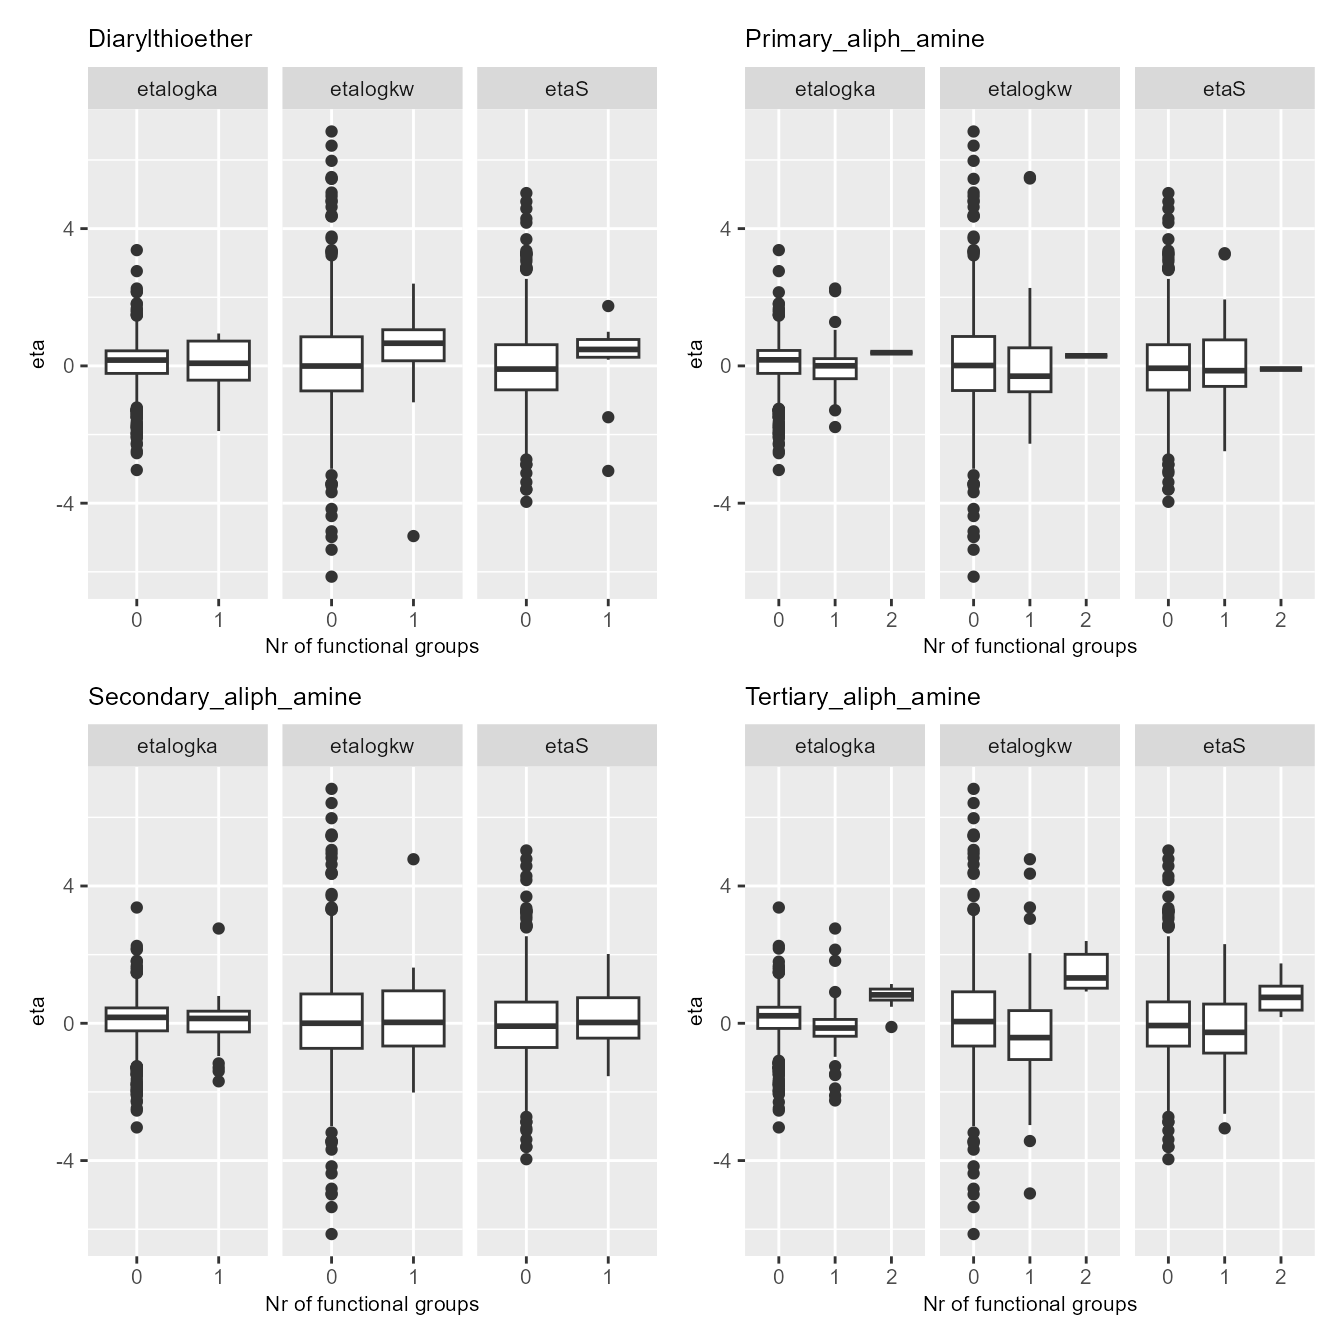 Diarylthioether
etalogka etalogkw etaS
eta
4
0
-4
0 1 0 1 0 1
Nr of functional groups
Primary_aliph_amine
etalogka etalogkw etaS
eta
4
0
-4
0 1 2 0 1 2 0 1 2
Nr of functional groups
Secondary_aliph_amine
etalogka etalogkw etaS
eta
4
0
-4
0 1 0 1 0 1
Nr of functional groups
Tertiary_aliph_amine
etalogka etalogkw etaS
eta
4
0
-4
0 1 2 0 1 2 0 1 2
Nr of functional groups